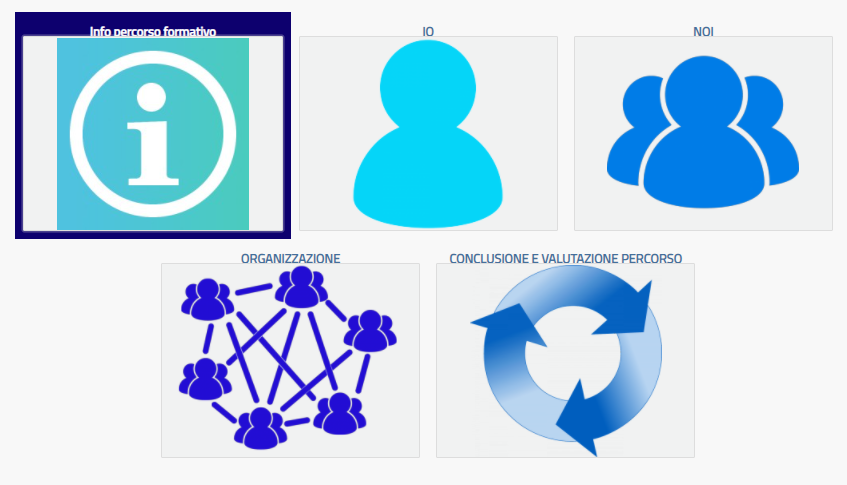 Info percorso formativo
IO
NOI
ORGANIZZAZIONE
CONCLUSIONE E VALUTAZIONE PERCORSO